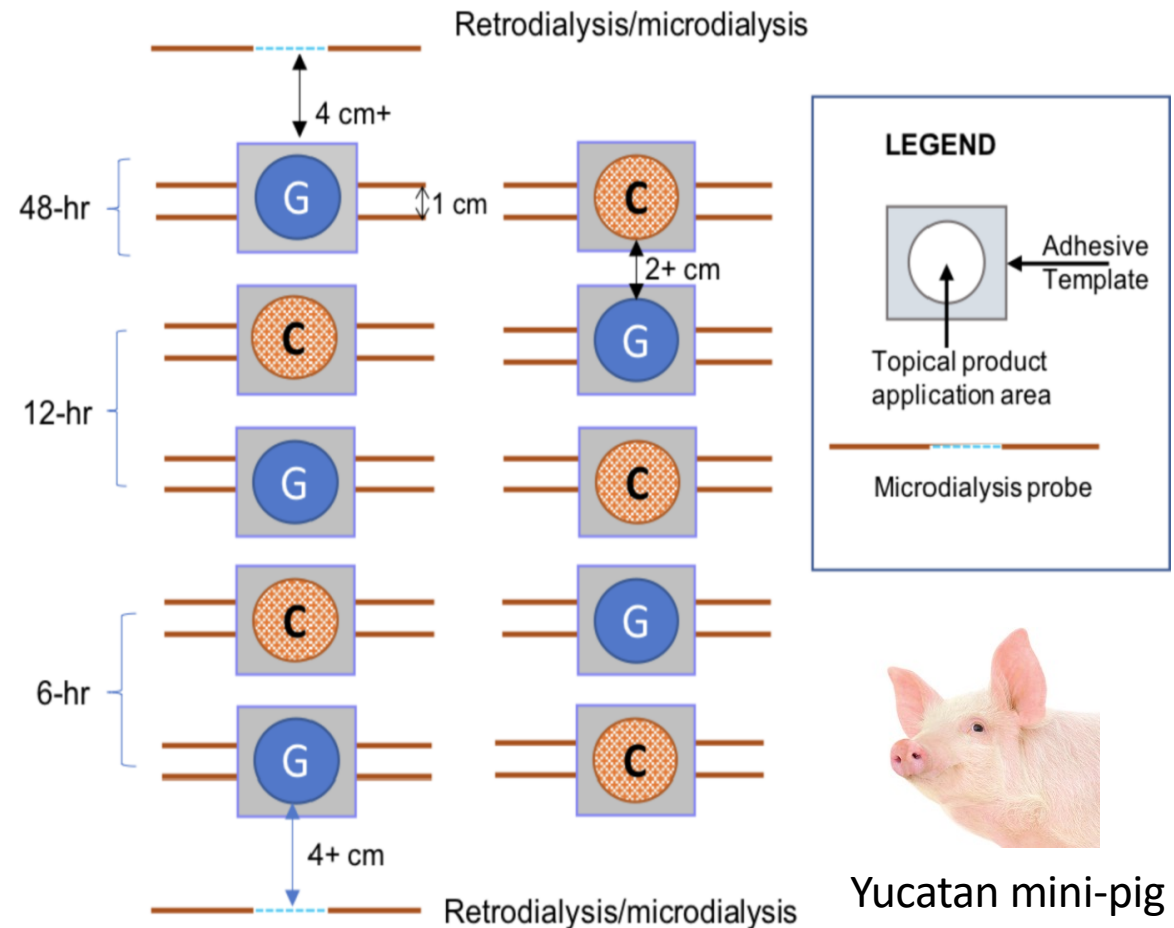 Retrodialysis/microdialysis
4 cm+
48-hr
G
1 cm
C
2+ cm
12-hr
C
G
G
C
6-hr
C
G
G
C
4+ cm
Retrodialysis/microdialysis
LEGEND
Adhesive
Template
Topical product
application area
Microdialysis probe
Yucatan mini-pig